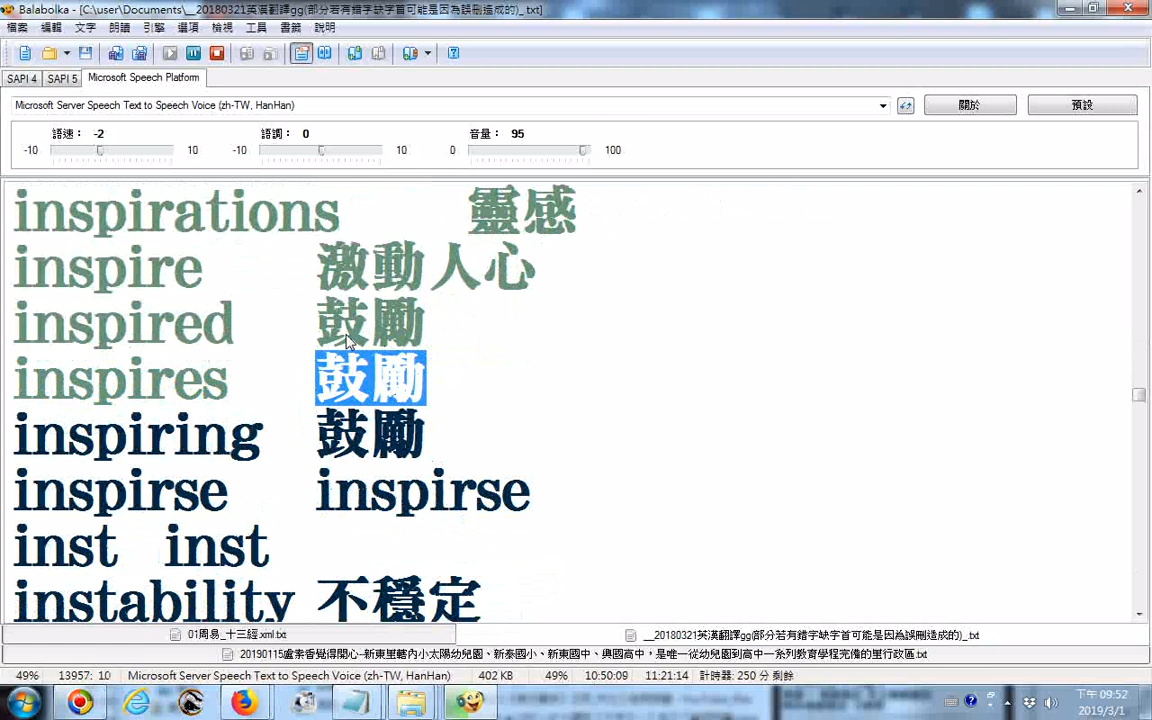 Balabolka - [C:\user\Documents\__20180321英漢翻譯gg(部分若有錯字缺字首可能是因為誤刪造成的)_.txt]
檔案 編輯 文字 朗讀 引擎 選項 檢視 工具 書籤 說明
SAPI 4 SAPI 5 Microsoft Speech Platform
Microsoft Server Speech Text to Speech Voice (zh-TW, HanHan) 關於 預設
語速： -2 語調： 0 音量： 95
-10 10 -10 10 0 100
inspirations 靈感
inspire 激動人心
inspired 鼓勵
inspires 鼓勵
inspiring 鼓勵
inspirse inspirse
inst inst
instability 不穩定
01周易_十三經.xml.txt __20180321英漢翻譯gg(部分若有錯字缺字首可能是因為誤刪造成的)_.txt
20190115盧素香覺得開心-新東里轄內小太陽幼兒園、新泰國小、新東國中、興國高中，是唯一從幼兒園到高中一系列教育學程完備的里行政區.txt
49% 13957: 10 Microsoft Server Speech Text to Speech Voice (zh-TW, HanHan) 402 KB 49% 10:50:09 11:21:14 計時器: 250 分 剩餘
下午 09:52
2019/3/1